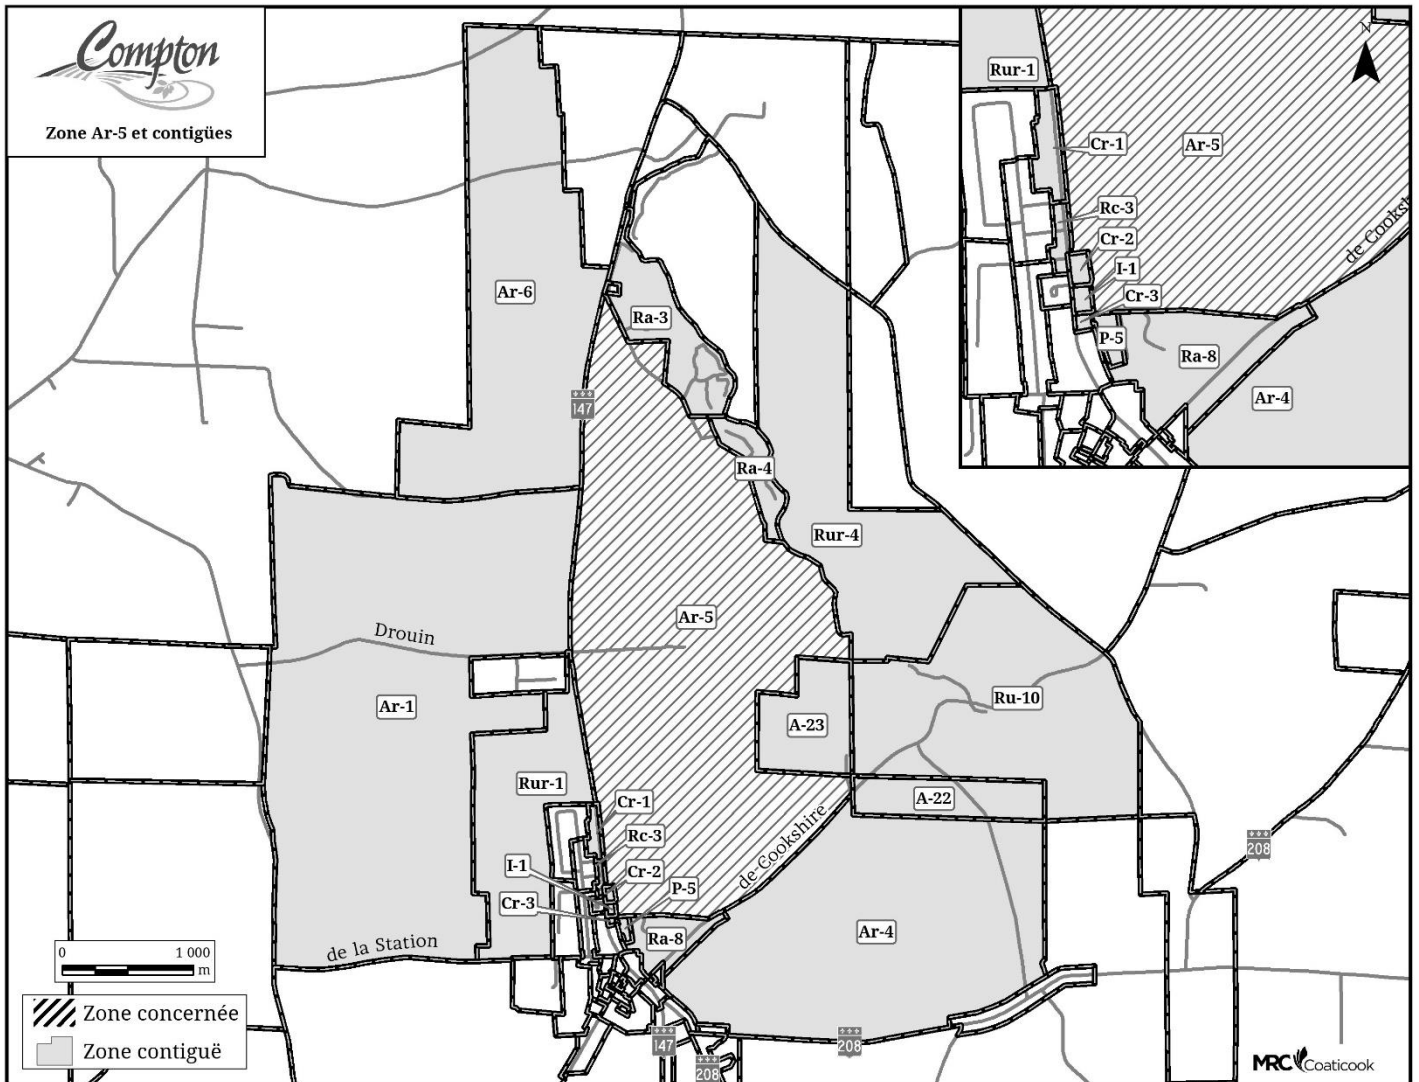 Compton
Zone Ar-5 et contigües
N
Rur-1
Cr-1
Ar-5
Rc-3
Cr-2
de Cooksh
I-1
Cr-3
P-5
Ra-8
Ar-4
Ar-6
Ra-3
147
Ra-4
Rur-4
Ar-5
Drouin
Ru-10
Ar-1
A-23
Rur-1
Cr-1
A-22
de Cookshire
Rc-3
208
I-1
Cr-2
P-5
Cr-3
Ar-4
Ra-8
de la Station
0 1 000
m
Zone concernée
Zone contiguë
147
208
208
MRC Coaticook